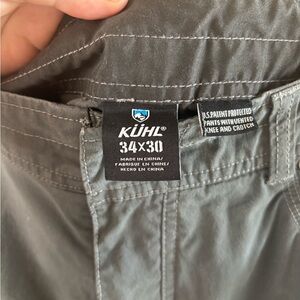 KÜHL®
34X30
MADE IN CHINA/
FABRIQUÉ EN CHINE/
HECHO EN CHINA
U.S. PATENT PROTECTED
PANTS WITH VENTED
KNEE AND CROTCH